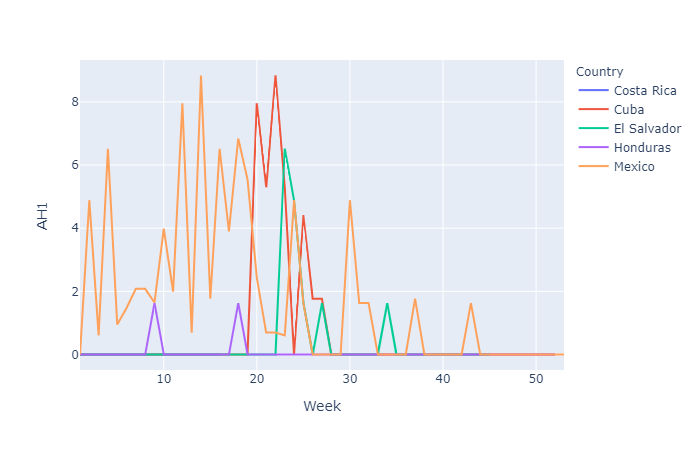 Country
Costa Rica
Cuba
El Salvador
Honduras
Mexico
AH1
8
6
4
2
0
10
20
30
40
50
Week